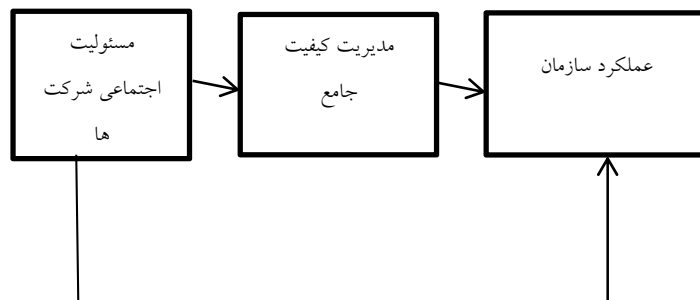 مسئولیت
اجتماعی شرکت
ها
مدیریت کیفیت
جامع
عملکرد سازمان